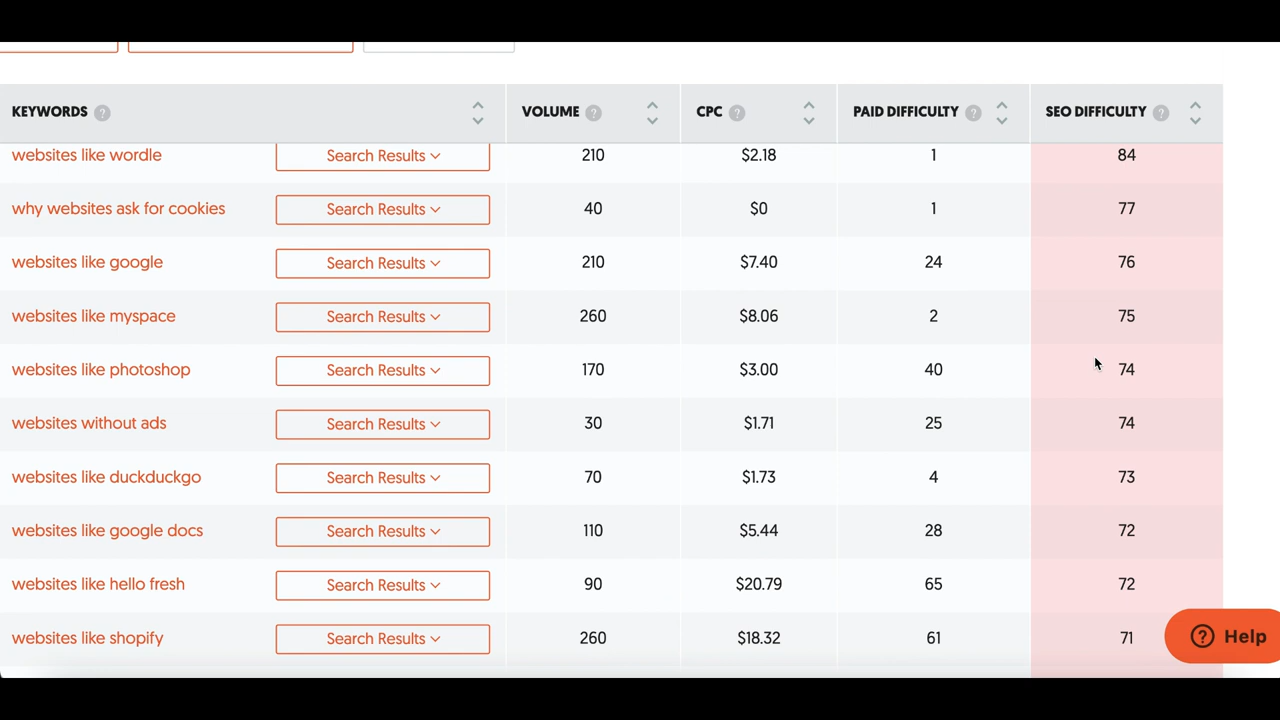 KEYWORDS ? VOLUME ? CPC ? PAID DIFFICULTY ? SEO DIFFICULTY ?
websites like wordle Search Results 210 $2.18 1 84
why websites ask for cookies Search Results 40 $0 1 77
websites like google Search Results 210 $7.40 24 76
websites like myspace Search Results 260 $8.06 2 75
websites like photoshop Search Results 170 $3.00 40 74
websites without ads Search Results 30 $1.71 25 74
websites like duckduckgo Search Results 70 $1.73 4 73
websites like google docs Search Results 110 $5.44 28 72
websites like hello fresh Search Results 90 $20.79 65 72
websites like shopify Search Results 260 $18.32 61 71
? Help